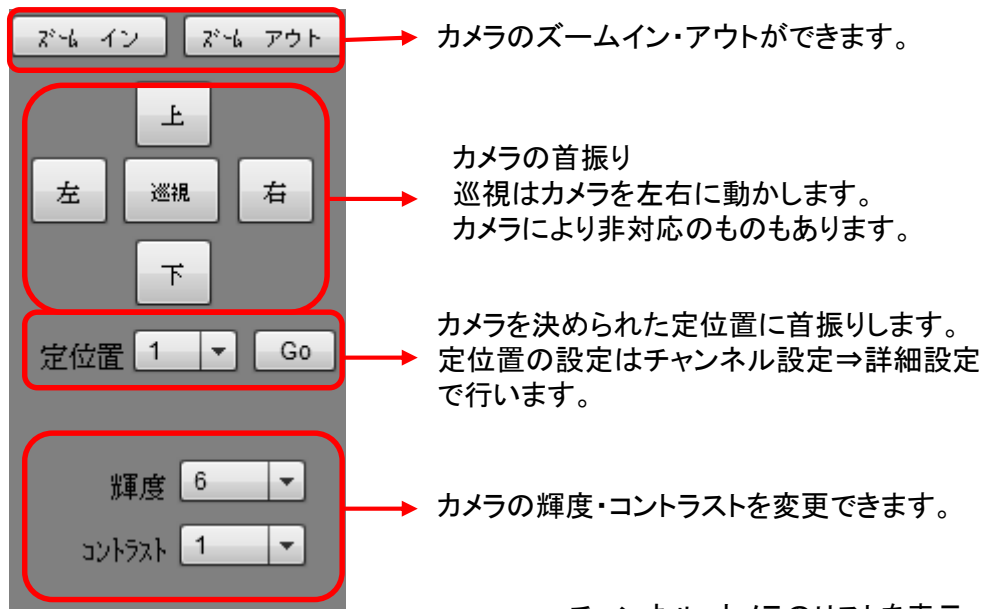 ｽﾞｰﾑ イン ｽﾞｰﾑ アウト
カメラのズームイン・アウトができます。
上
左 巡視 右
下
カメラの首振り
巡視はカメラを左右に動かします。
カメラにより非対応のものもあります。
定位置 1 Go
カメラを決められた定位置に首振りします。
定位置の設定はチャンネル設定⇒詳細設定
で行います。
輝度 6
ｺﾝﾄﾗｽﾄ 1
カメラの輝度・コントラストを変更できます。